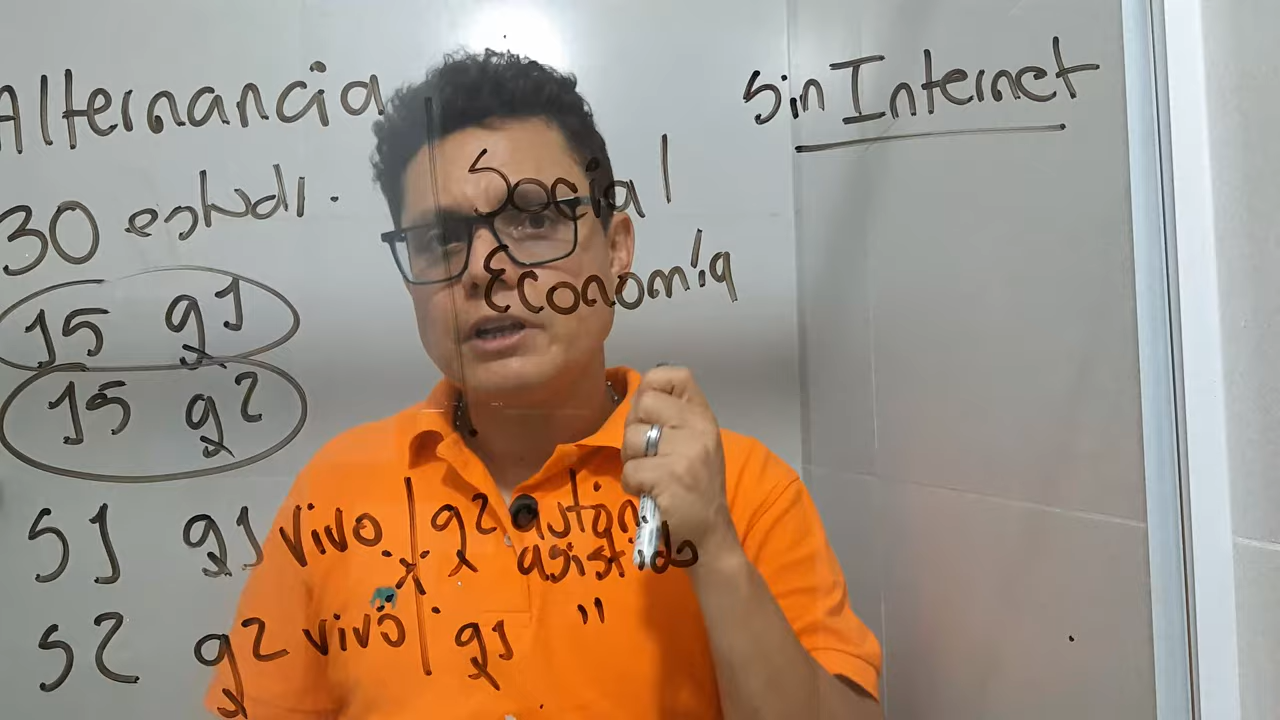 Alternancia
30 estudi.
15 g1
15 g2
S1 g1 vivo g2 autón
asistido
S2 g2 vivo g1 "
Social
Economía
Sin Internet